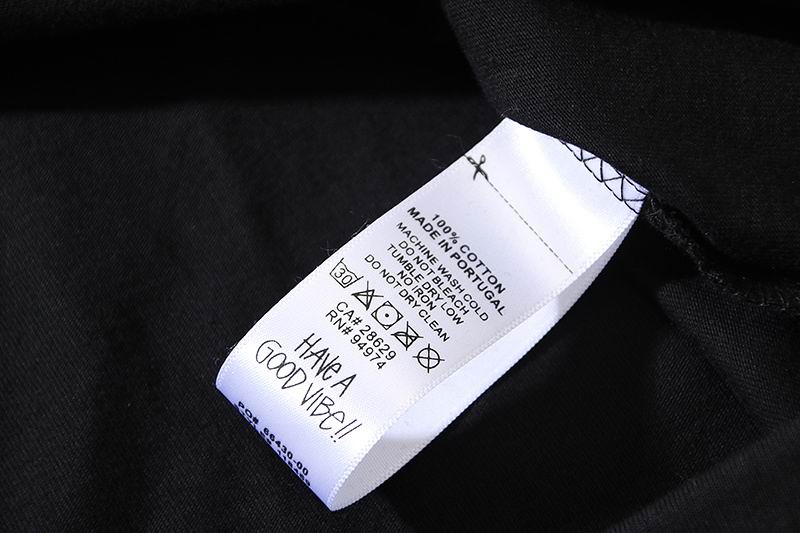 100% COTTON
MADE IN PORTUGAL
MACHINE WASH COLD
DO NOT BLEACH
TUMBLE DRY LOW
NO IRON
DO NOT DRY CLEAN
30
CA# 28629
RN# 94974
HAVE A
GOOD VIBE!!
PO# 66430-00